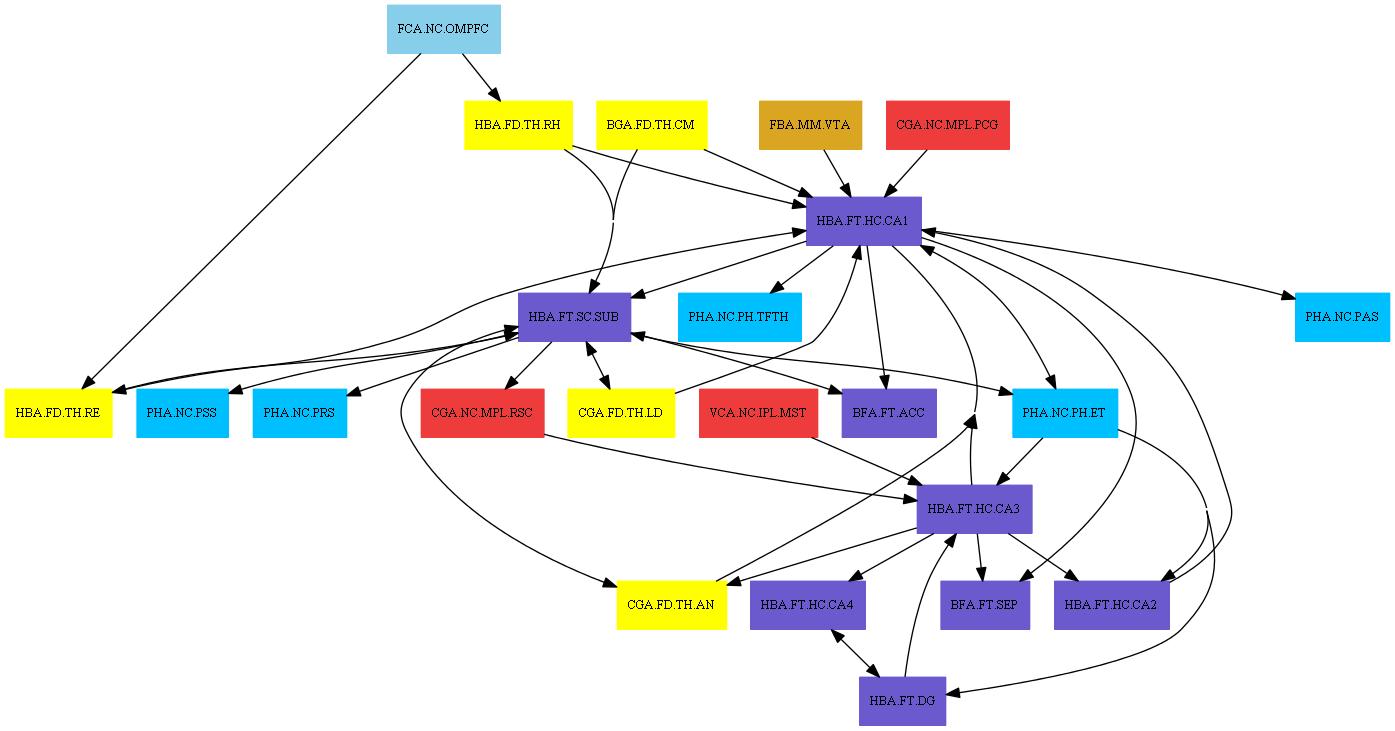 FCA.NC.OMPFC
HBA.FD.TH.RH
BGA.FD.TH.CM
FBA.MM.VTA
CGA.NC.MPL.PCG
HBA.FT.HC.CA1
HBA.FT.SC.SUB
PHA.NC.PH.TFTH
PHA.NC.PAS
HBA.FD.TH.RE
PHA.NC.PSS
PHA.NC.PRS
CGA.NC.MPL.RSC
CGA.FD.TH.LD
VCA.NC.IPL.MST
BFA.FT.ACC
PHA.NC.PH.ET
HBA.FT.HC.CA3
CGA.FD.TH.AN
HBA.FT.HC.CA4
BFA.FT.SEP
HBA.FT.HC.CA2
HBA.FT.DG